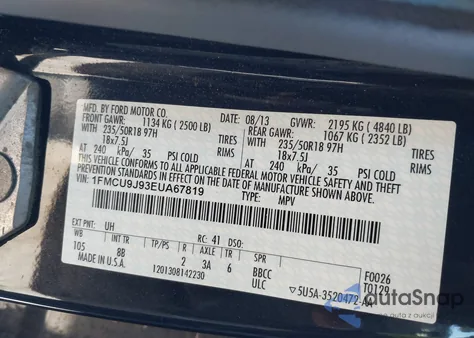 MFD. BY FORD MOTOR CO.
DATE: 08/13 GVWR: 2195 KG ( 4840 LB)
FRONT GAWR: 1134 KG ( 2500 LB) REAR GAWR: 1067 KG ( 2352 LB)
235/50R18 97H TIRES 235/50R18 97H TIRES
18x7.5J RIMS 18x7.5J RIMS
AT 240 kPa/ 35 PSI COLD AT 240 kPa/ 35 PSI COLD
THIS VEHICLE CONFORMS TO ALL APPLICABLE FEDERAL MOTOR VEHICLE SAFETY AND THEFT
PREVENTION STANDARDS IN EFFECT ON THE DATE OF MANUFACTURE SHOWN ABOVE.
VIN: 1FMCU9J93EUA67819 TYPE: MPV
EXT PNT: UH RC: 41 DSO: F0026
WB BRK INT TR TP/PS R AXLE TR SPR T0129
105 8B 2 3A 6 BBCC
MADE IN U.S.A. 1201308142230 ULC 5U5A-3520472-AA
autoSnap